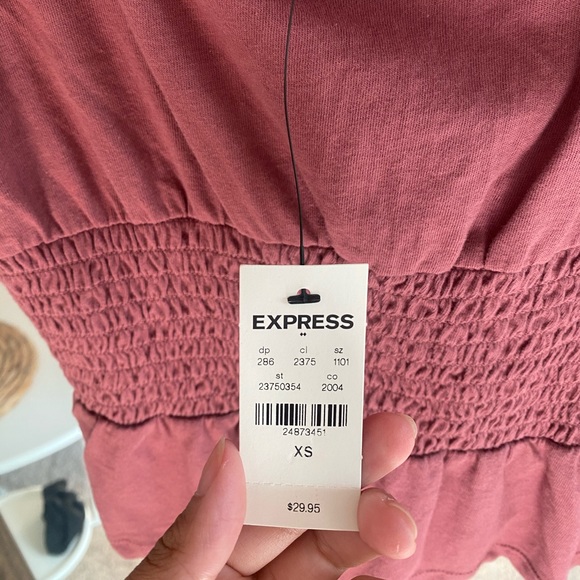 EXPRESS
dp cl sz
286 2375 1101
st co
23750354 2004
24873451
XS
$29.95